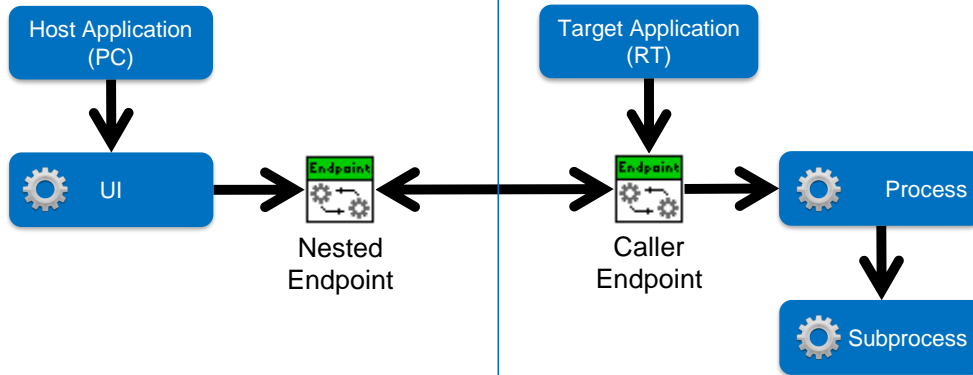 Host Application
(PC)
Target Application
(RT)
UI
Endpoint
Endpoint
Process
Nested
Endpoint
Caller
Endpoint
Subprocess